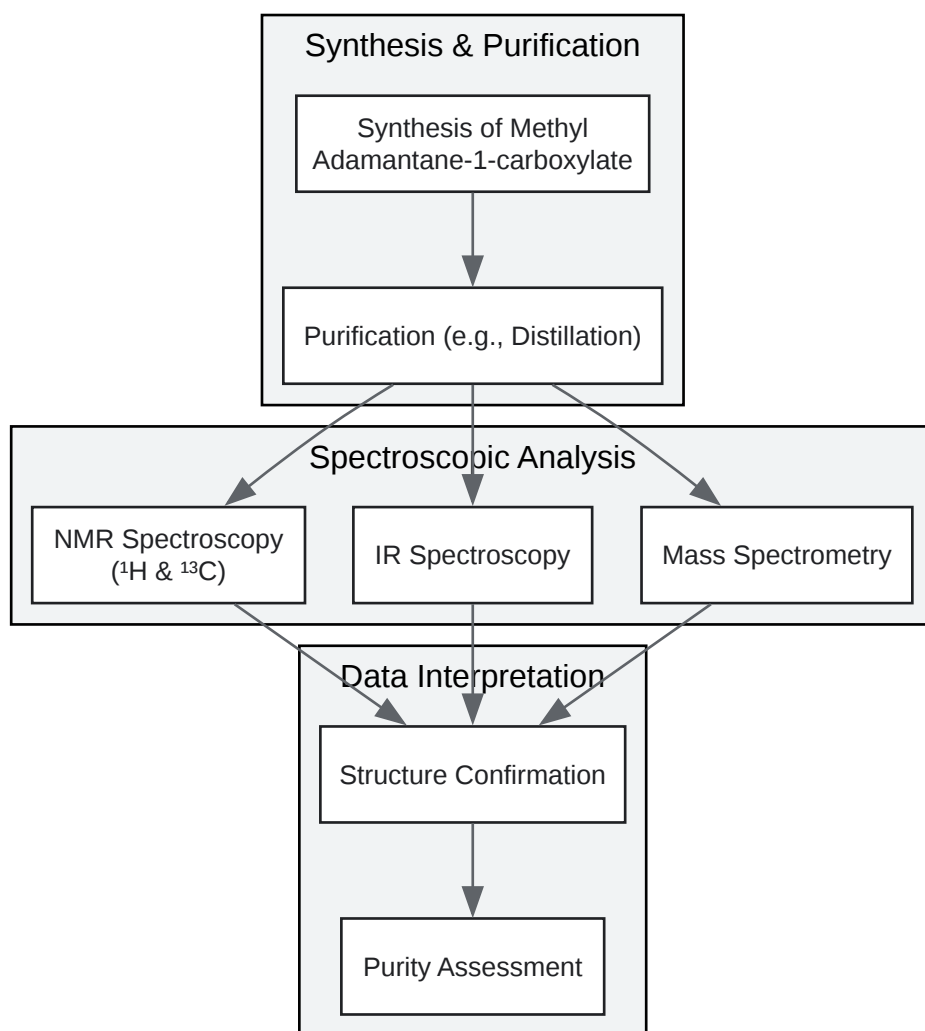 Synthesis & Purification
Synthesis of Methyl
Adamantane-1-carboxylate
Purification (e.g., Distillation)
Spectroscopic Analysis
NMR Spectroscopy
(¹H & ¹³C)
IR Spectroscopy
Mass Spectrometry
Data Interpretation
Structure Confirmation
Purity Assessment